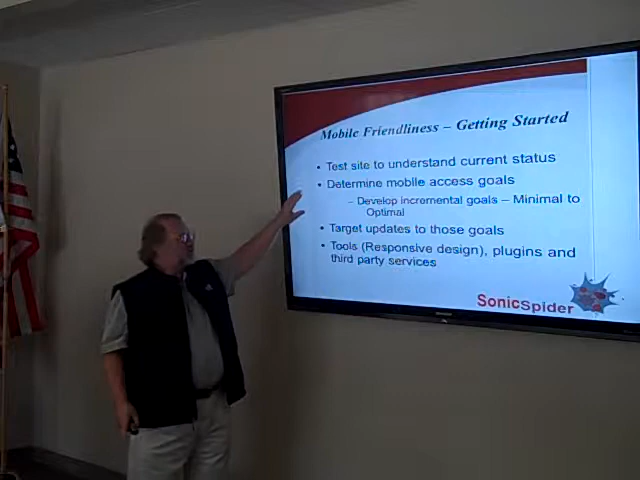 Mobile Friendliness – Getting Started
• Test site to understand current status
• Determine mobile access goals
– Develop incremental goals – Minimal to
Optimal
• Target updates to those goals
• Tools (Responsive design), plugins and
third party services
SonicSpider